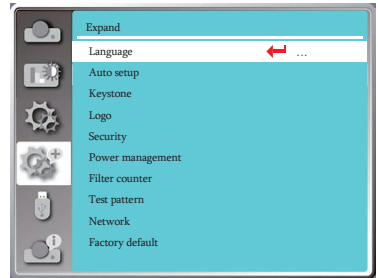 Expand
Language ...
Auto setup
Keystone
Logo
Security
Power management
Filter counter
Test pattern
Network
Factory default